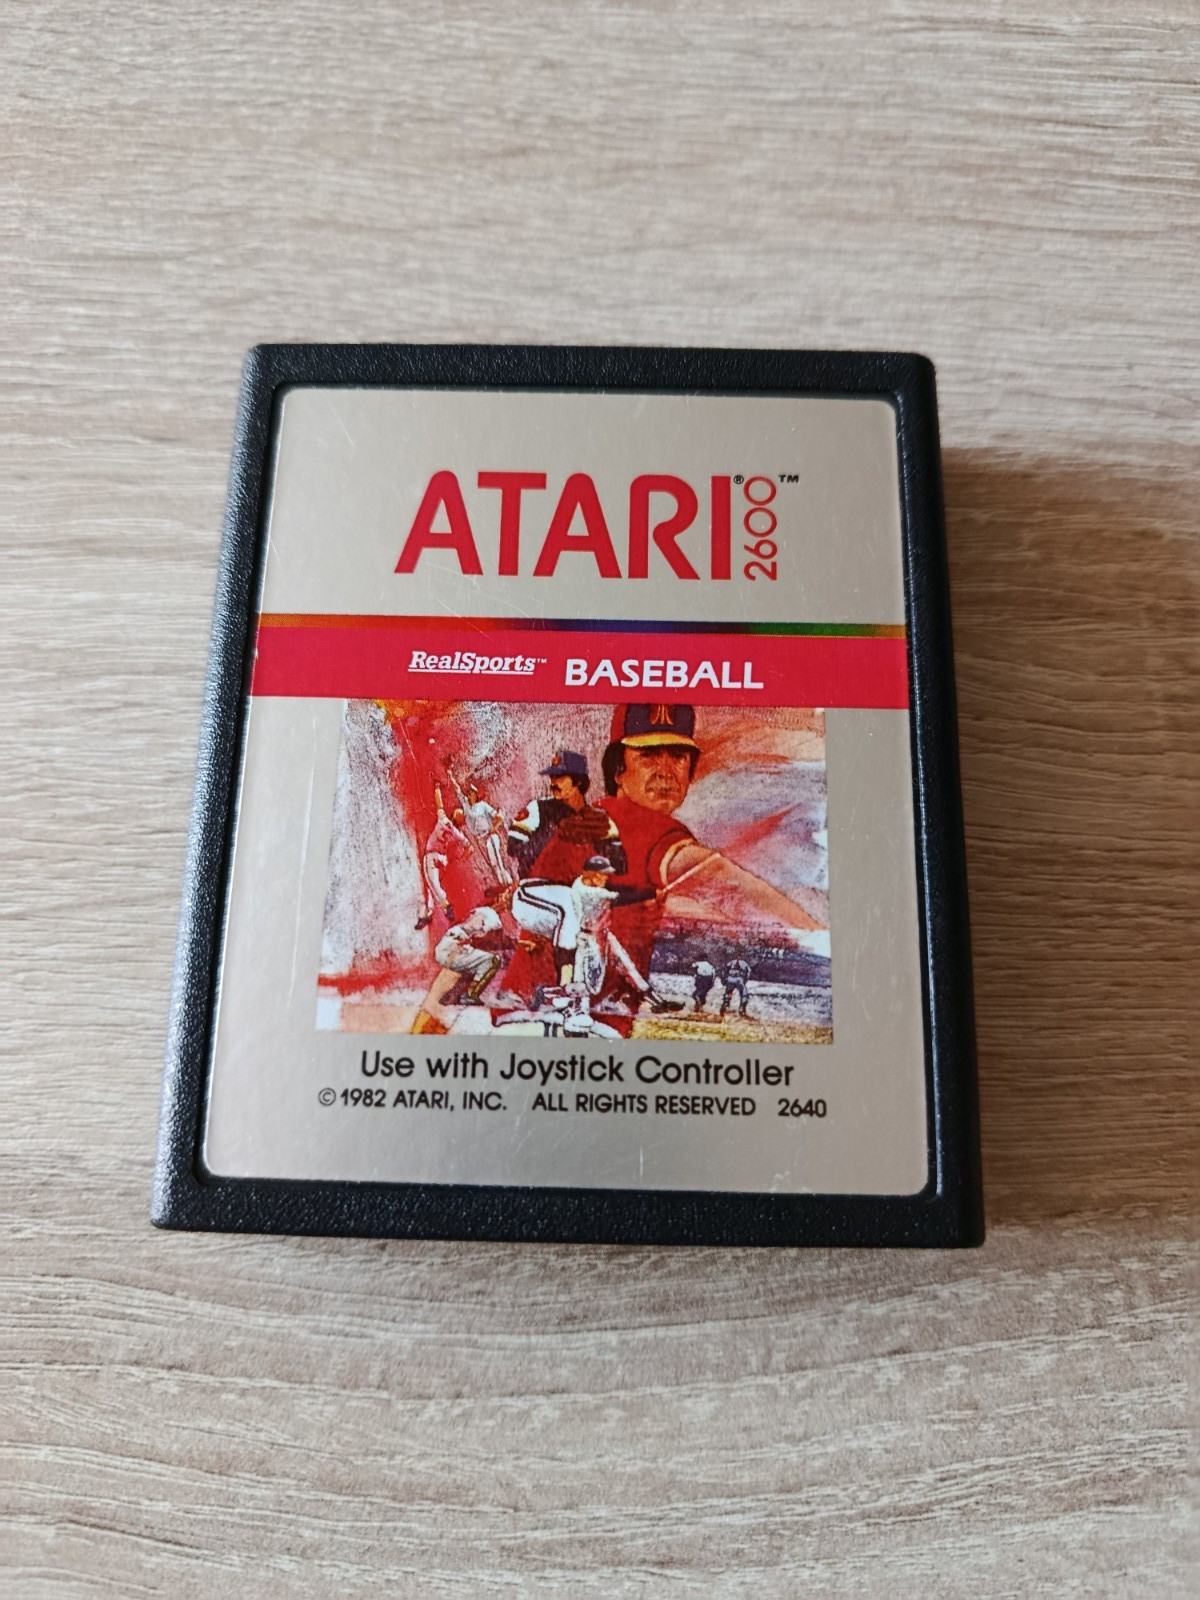 ATARI® 2600™
RealSports™ BASEBALL
Use with Joystick Controller
© 1982 ATARI, INC. ALL RIGHTS RESERVED 2640